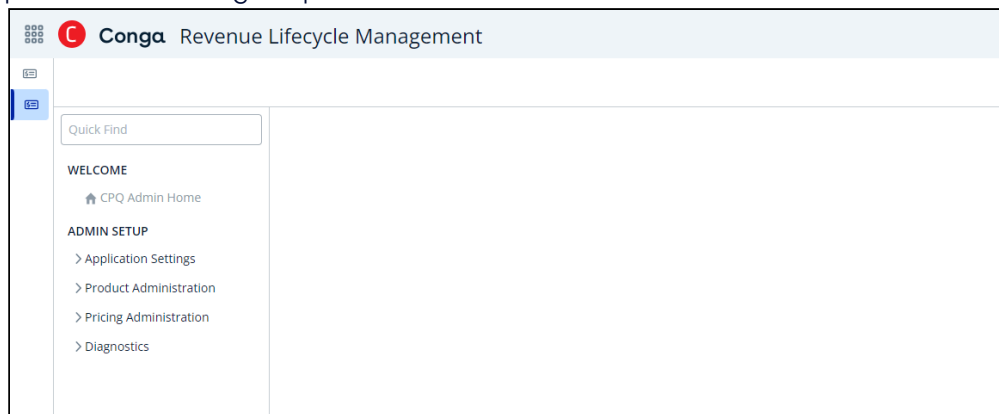 C Conga Revenue Lifecycle Management
Quick Find
WELCOME
CPQ Admin Home
ADMIN SETUP
Application Settings
Product Administration
Pricing Administration
Diagnostics